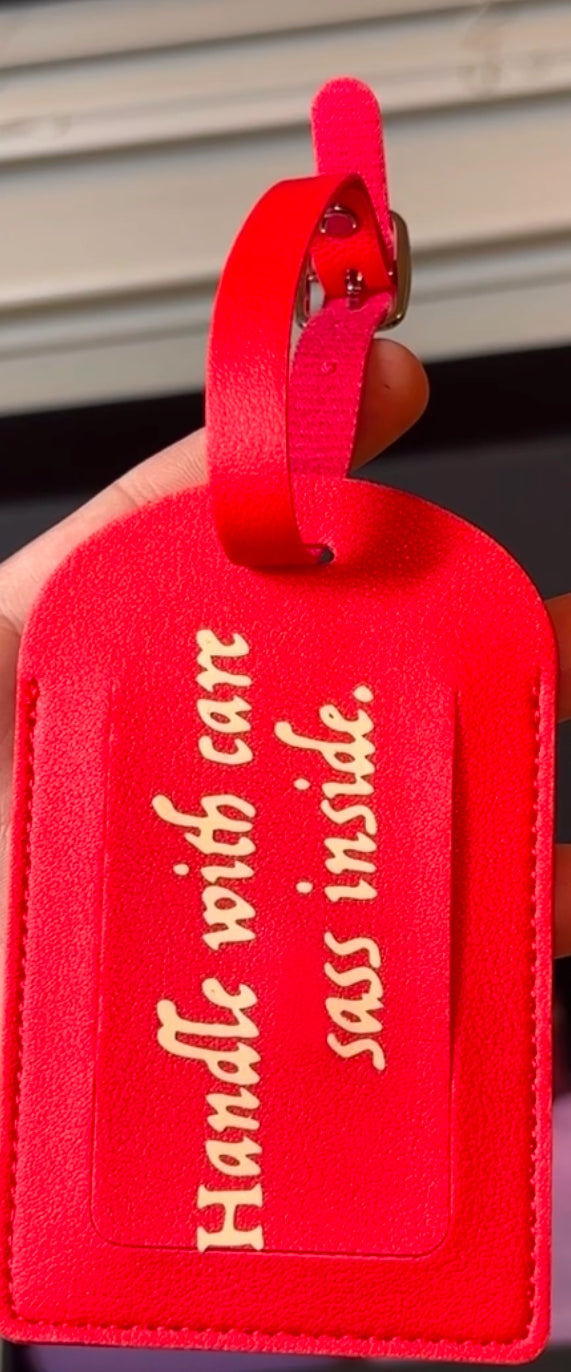 Handle with care
sass inside.